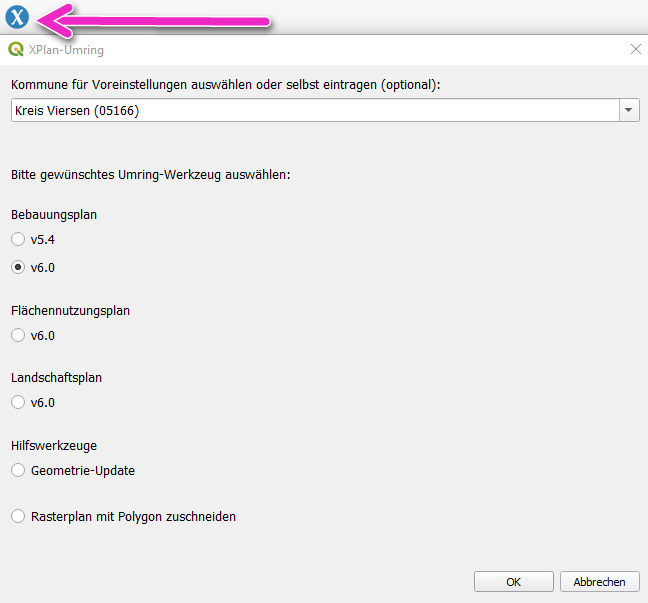 X
XPlan-Umring
Kommune für Voreinstellungen auswählen oder selbst eintragen (optional):
Kreis Viersen (05166)
Bitte gewünschtes Umring-Werkzeug auswählen:
Bebauungsplan
v5.4
v6.0
Flächennutzungsplan
v6.0
Landschaftsplan
v6.0
Hilfswerkzeuge
Geometrie-Update
Rasterplan mit Polygon zuschneiden
OK Abbrechen